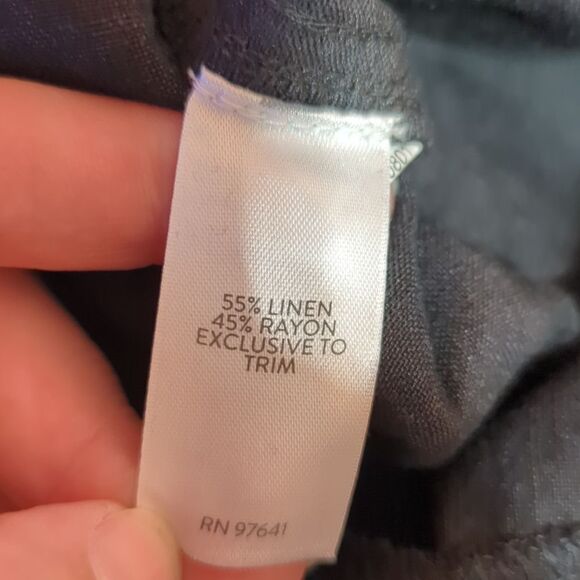 55% LINEN
45% RAYON
EXCLUSIVE TO
TRIM
RN 97641